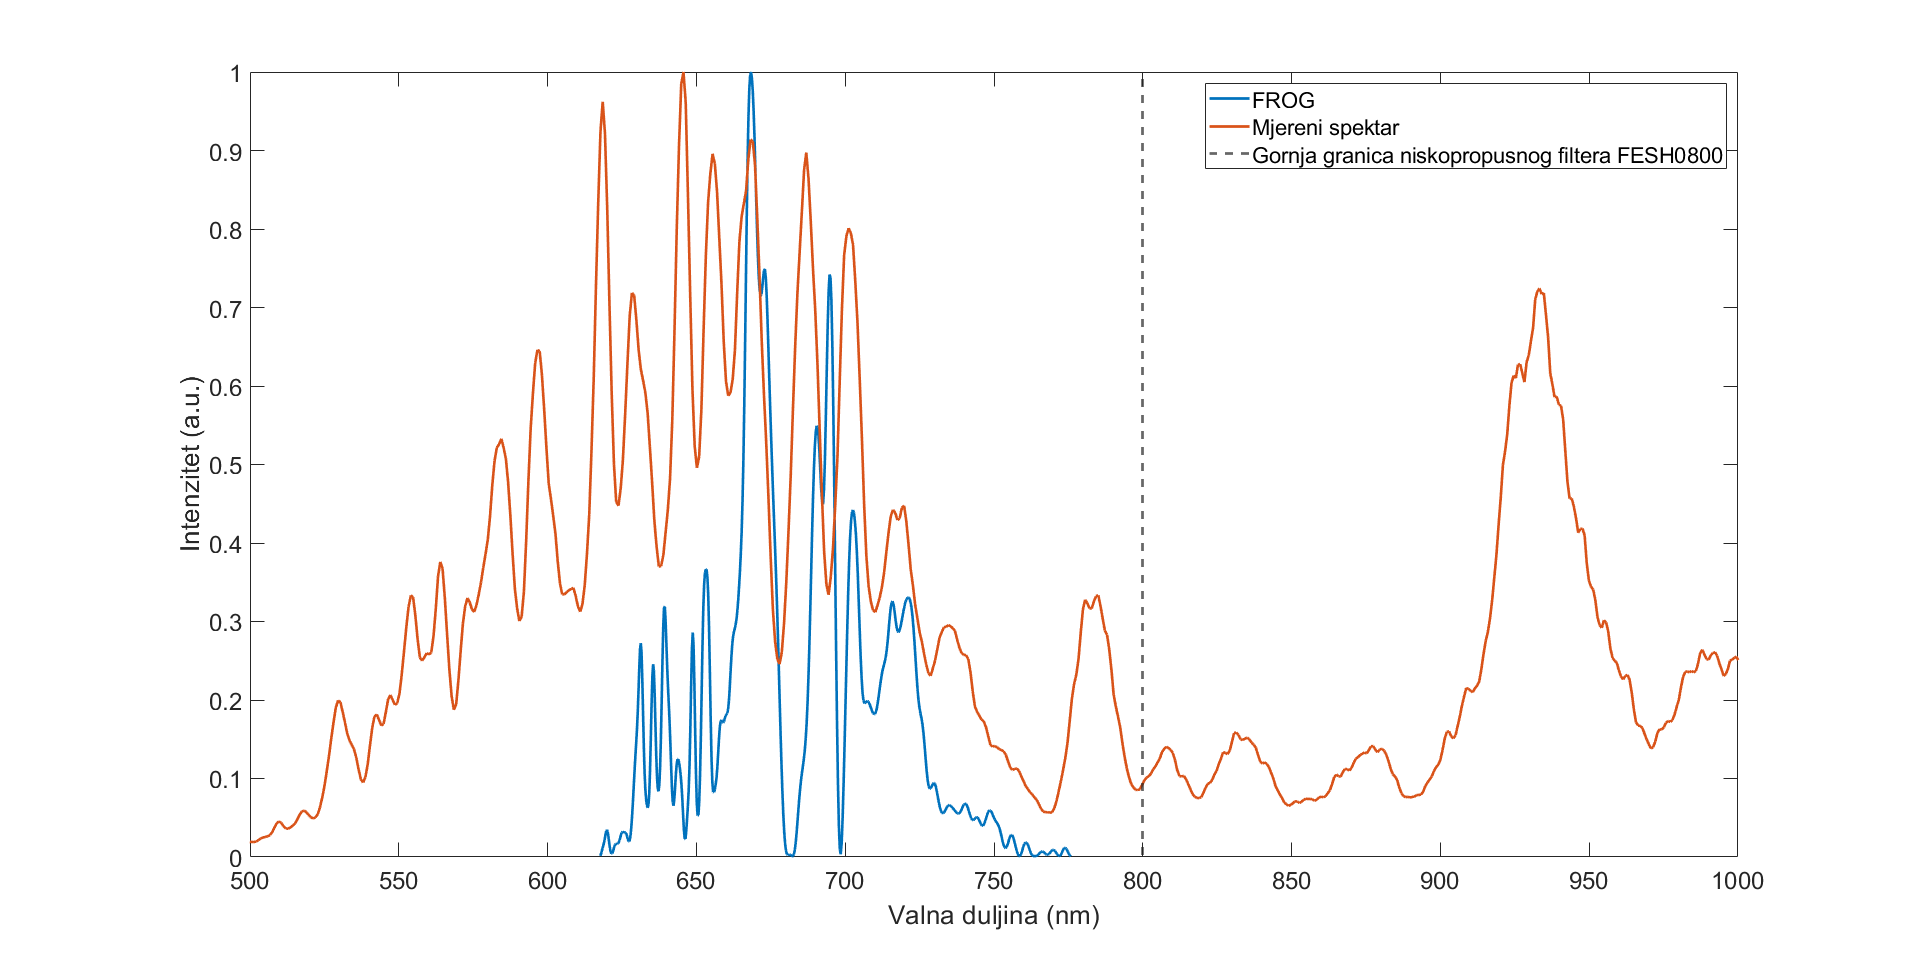 FROG
Mjereni spektar
Gornja granica niskopropusnog filtera FESH0800
Intenzitet (a.u.)
1
0.9
0.8
0.7
0.6
0.5
0.4
0.3
0.2
0.1
0
500 550 600 650 700 750 800 850 900 950 1000
Valna duljina (nm)